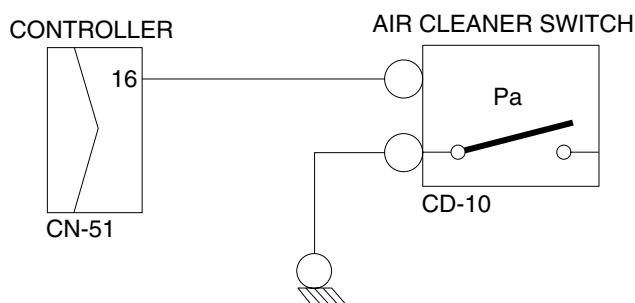 CONTROLLER
AIR CLEANER SWITCH
16
Pa
CN-51
CD-10